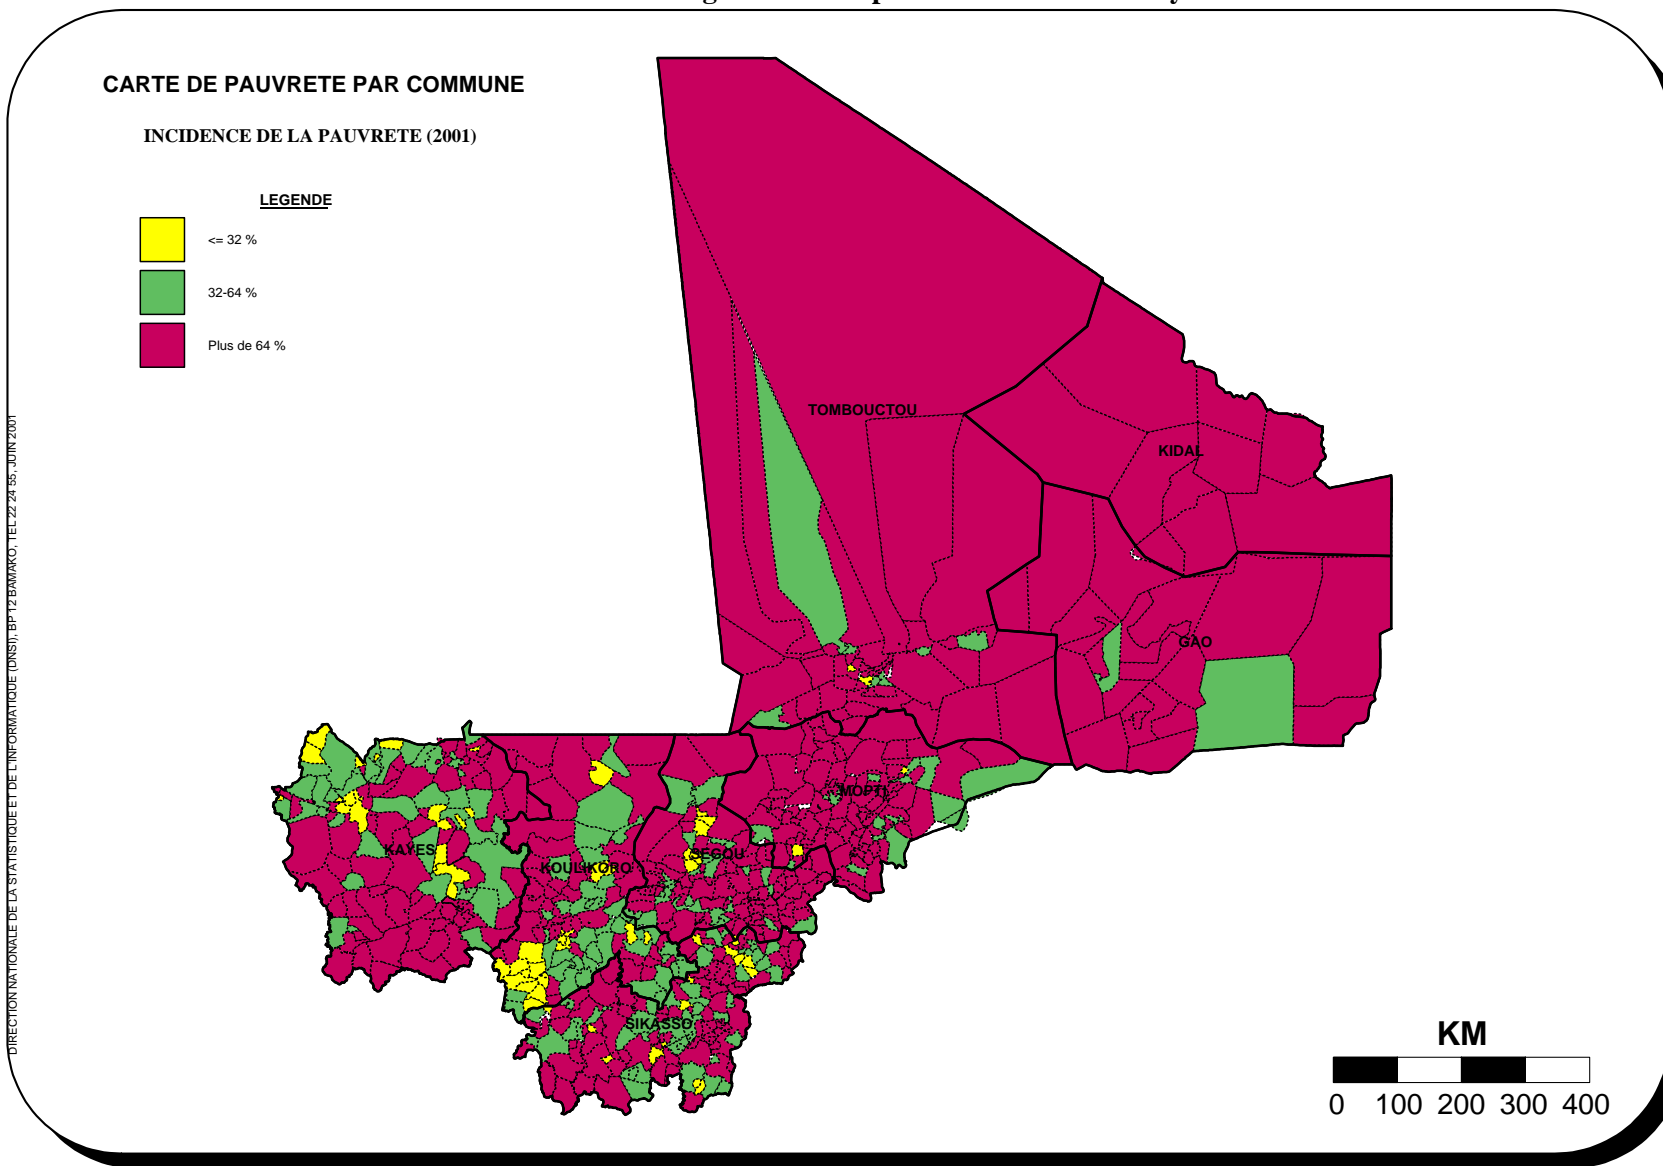 CARTE DE PAUVRETE PAR COMMUNE
INCIDENCE DE LA PAUVRETE (2001)
LEGENDE
<= 32 %
32-64 %
Plus de 64 %
TOMBOUCTOU
KIDAL
GAO
MOPTI
KAYES
KOULIKORO
SEGOU
SIKASSO
KM
0 100 200 300 400
DIRECTION NATIONALE DE LA STATISTIQUE ET DE L'INFORMATIQUE (DNSI), BP 12 BAMAKO, TEL 22 24 55, JUIN 2001